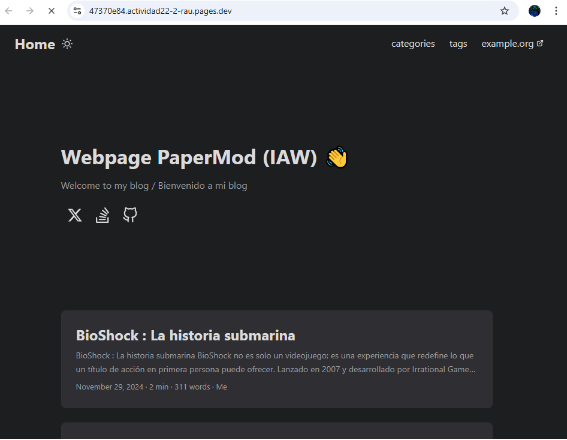 47370e84.actividad22-2-rau.pages.dev
Home categories tags example.org
Webpage PaperMod (IAW) 👋
Welcome to my blog / Bienvenido a mi blog
BioShock : La historia submarina
BioShock : La historia submarina BioShock no es solo un videojuego; es una experiencia que redefine lo que
un título de acción en primera persona puede ofrecer. Lanzado en 2007 y desarrollado por Irrational Game...
November 29, 2024 · 2 min · 311 words · Me